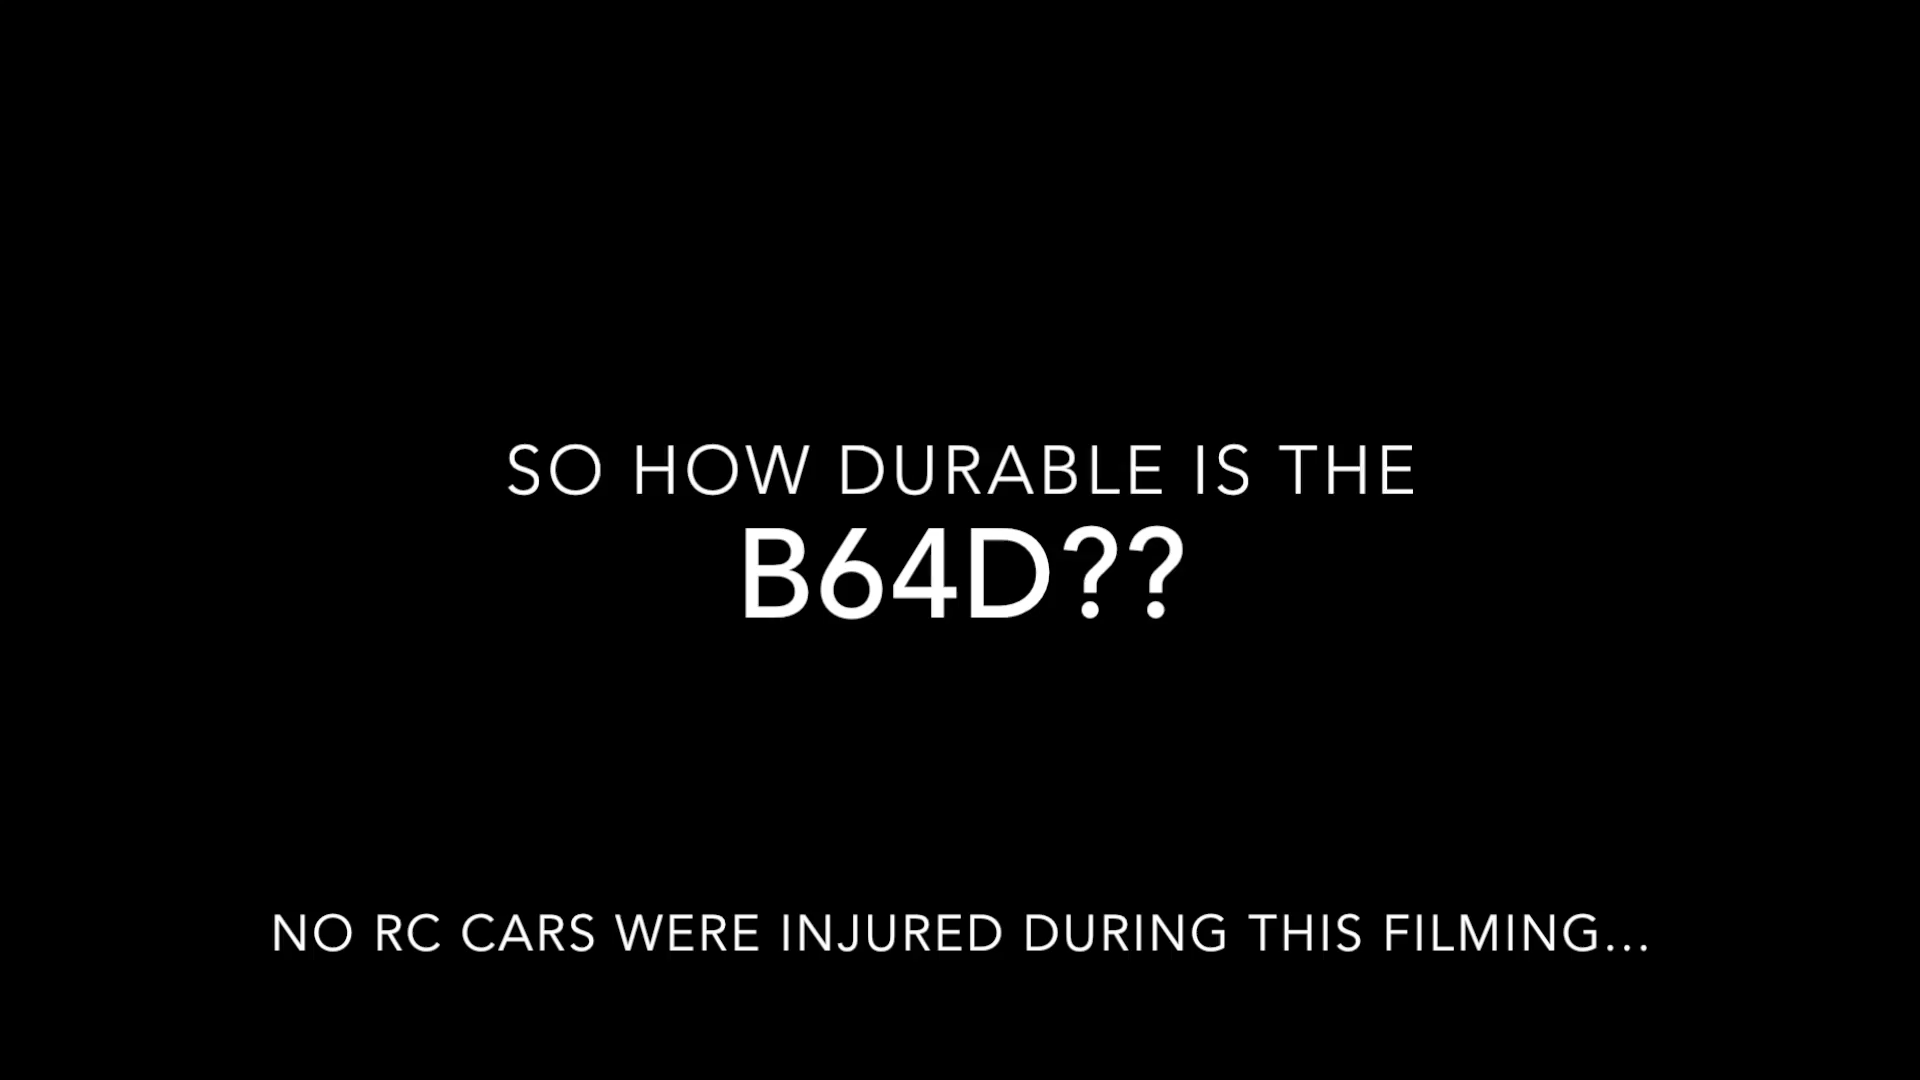 SO HOW DURABLE IS THE
B64D??
NO RC CARS WERE INJURED DURING THIS FILMING...